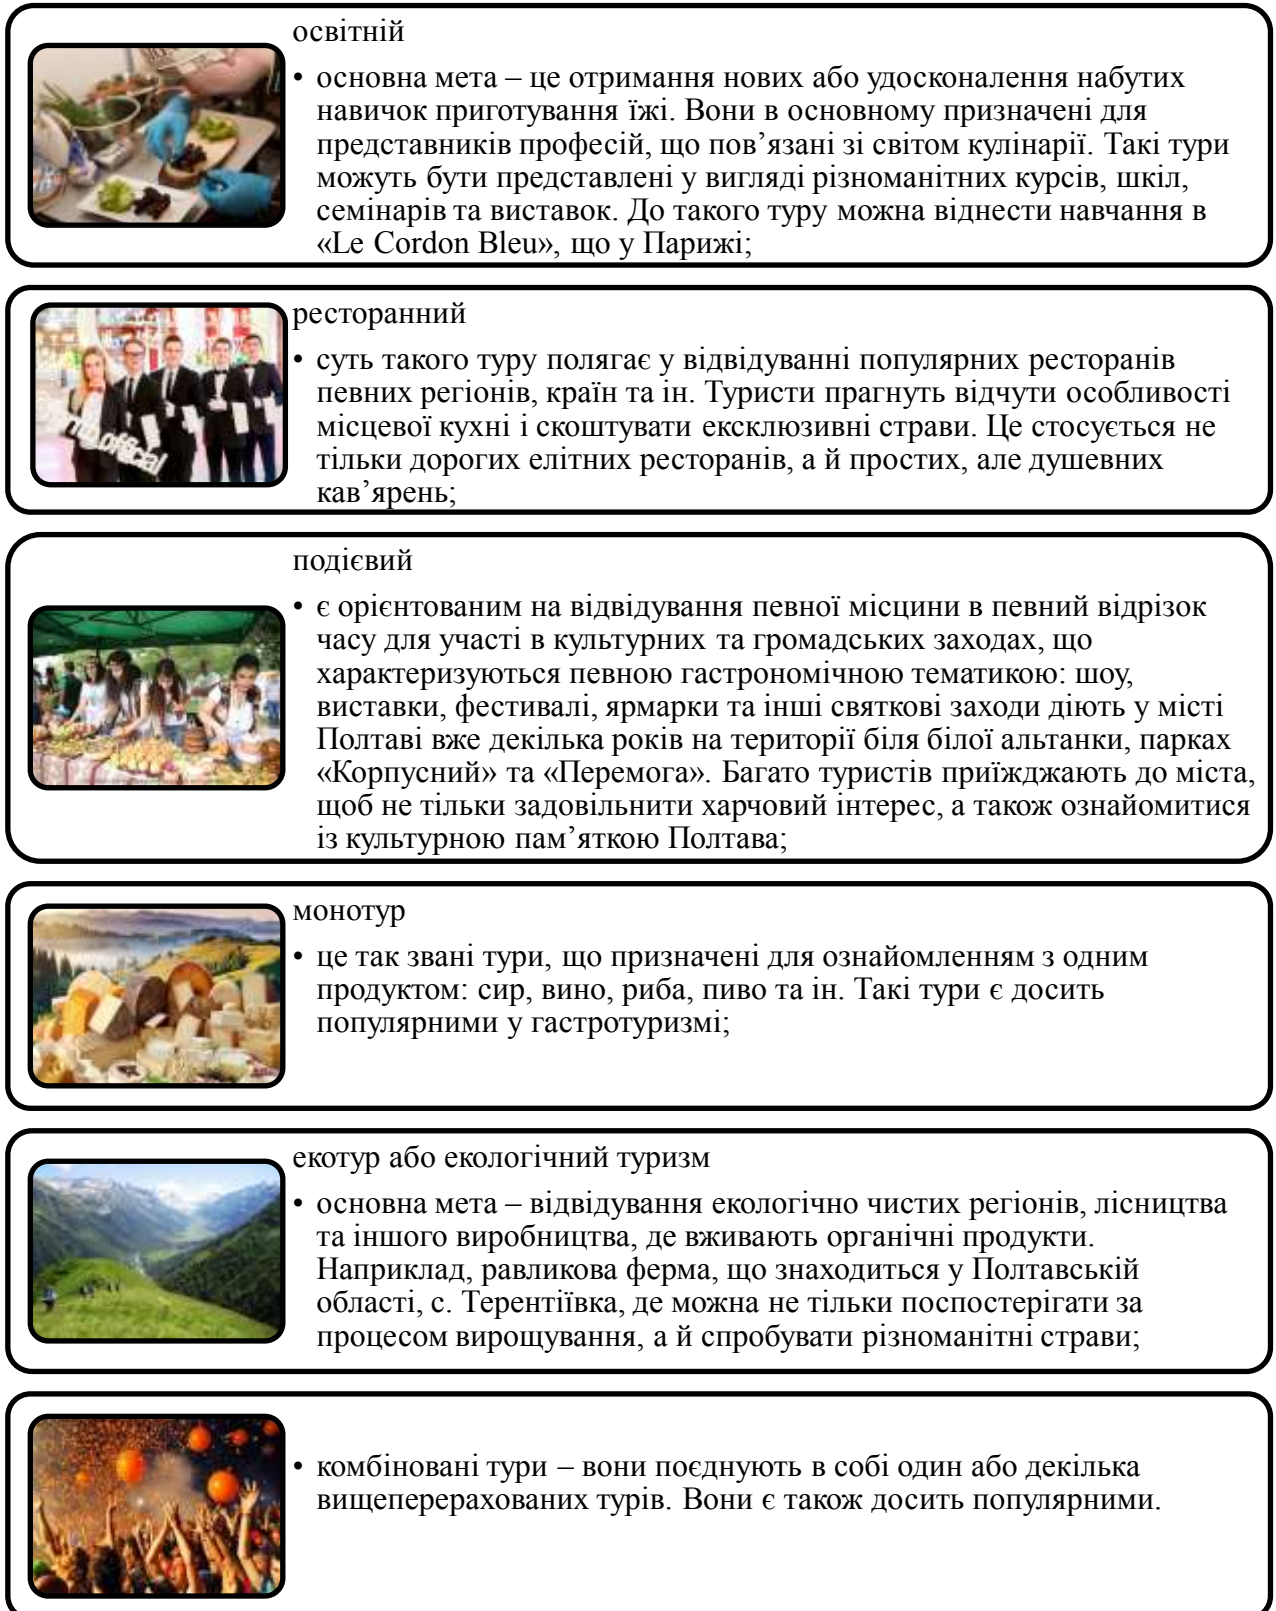 освітній
• основна мета – це отримання нових або удосконалення набутих
навичок приготування їжі. Вони в основному призначені для
представників професій, що пов’язані зі світом кулінарії. Такі тури
можуть бути представлені у вигляді різноманітних курсів, шкіл,
семінарів та виставок. До такого туру можна віднести навчання в
«Le Cordon Bleu», що у Парижі;
ресторанний
• суть такого туру полягає у відвідуванні популярних ресторанів
певних регіонів, країн та ін. Туристи прагнуть відчути особливості
місцевої кухні і скоштувати ексклюзивні страви. Це стосується не
тільки дорогих елітних ресторанів, а й простих, але душевних
кав’ярень;
подієвий
• є орієнтованим на відвідування певної місцини в певний відрізок
часу для участі в культурних та громадських заходах, що
характеризуються певною гастрономічною тематикою: шоу,
виставки, фестивалі, ярмарки та інші святкові заходи діють у місті
Полтаві вже декілька років на території біля білої альтанки, парках
«Корпусний» та «Перемога». Багато туристів приїжджають до міста,
щоб не тільки задовільнити харчовий інтерес, а також ознайомитися
із культурною пам’яткою Полтава;
монотур
• це так звані тури, що призначені для ознайомленням з одним
продуктом: сир, вино, риба, пиво та ін. Такі тури є досить
популярними у гастротуризмі;
екотур або екологічний туризм
• основна мета – відвідування екологічно чистих регіонів, лісництва
та іншого виробництва, де вживають органічні продукти.
Наприклад, равликова ферма, що знаходиться у Полтавській
області, с. Терентіївка, де можна не тільки поспостерігати за
процесом вирощування, а й спробувати різноманітні страви;
• комбіновані тури – вони поєднують в собі один або декілька
вищеперерахованих турів. Вони є також досить популярними.